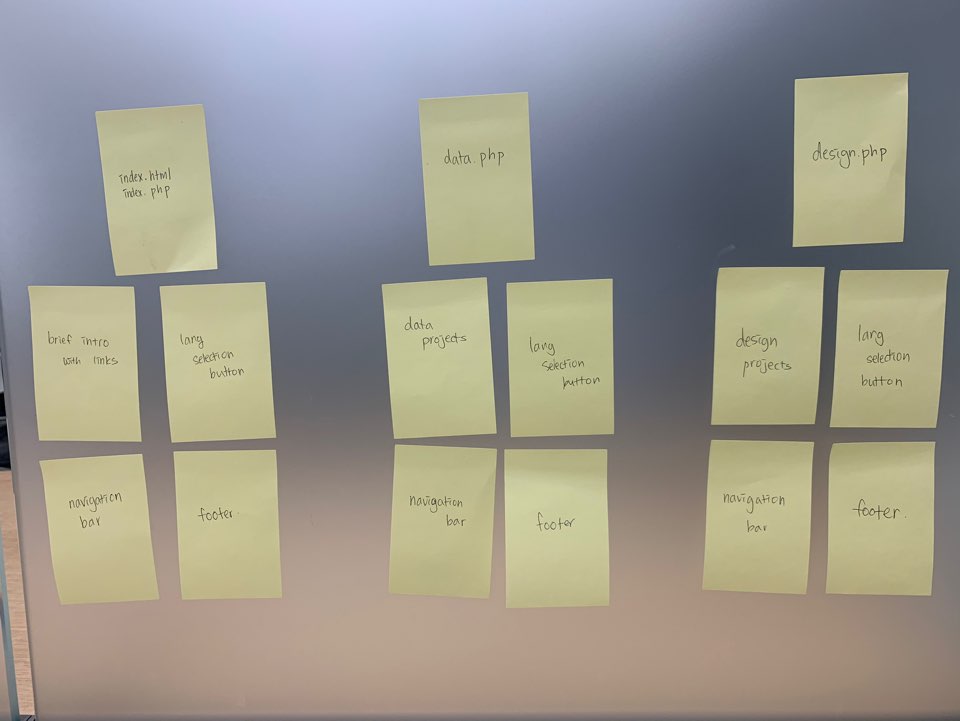 index.html
index.php
data.php
design.php
brief intro
with links
lang
selection
button
data
projects
lang
selection
button
design
projects
lang
selection
button
navigation
bar
footer.
navigation
bar
footer
navigation
bar
footer.